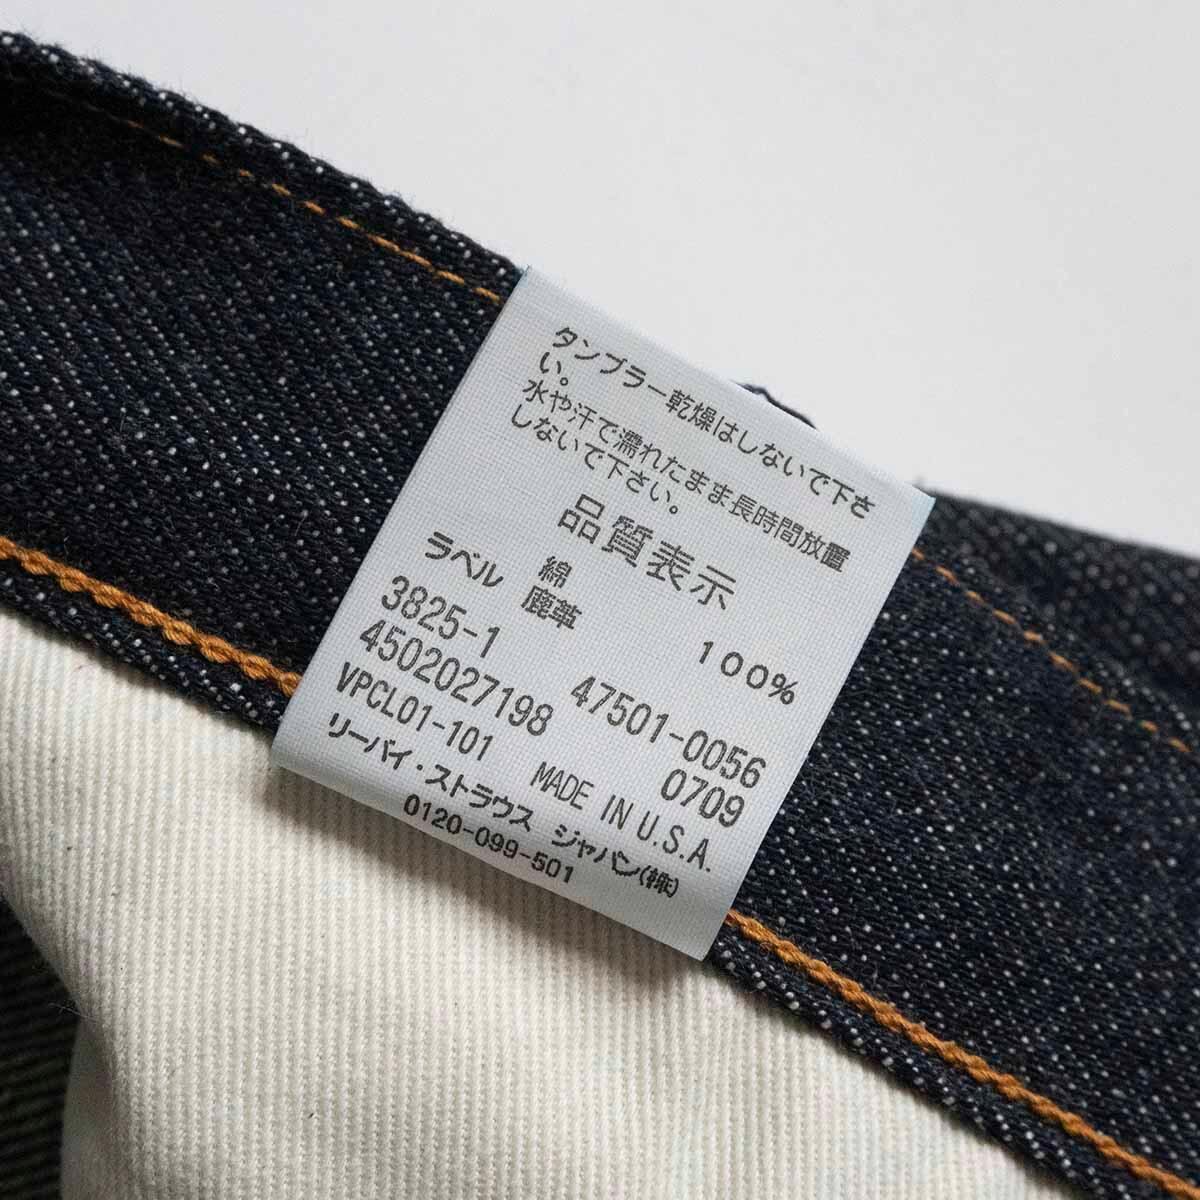 タンブラー乾燥はしないで下さ
い。
水や汗で濡れたまま長時間放置
しないで下さい。
品質表示
綿 100%
ラベル 鹿革
3825-1 47501-0056
4502027198 0709
VPCL01-101 MADE IN U.S.A.
リーバイ・ストラウス ジャパン(株)
0120-099-501